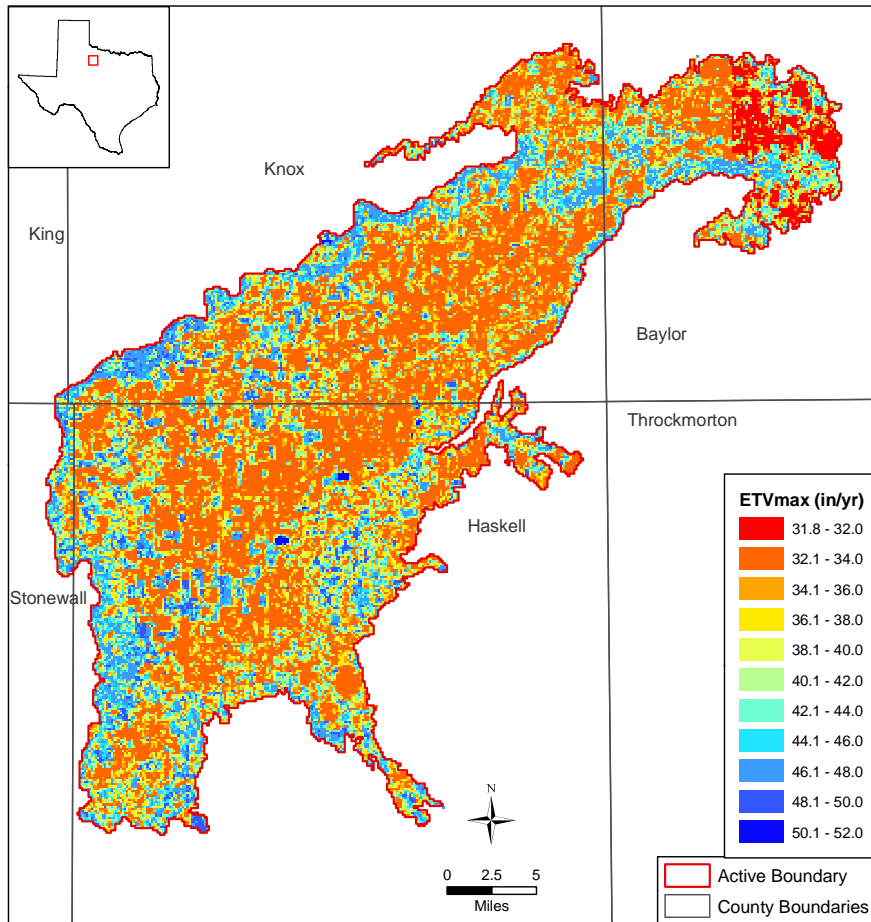 Knox
King
Baylor
Throckmorton
Haskell
Stonewall
ETVmax (in/yr)
31.8 - 32.0
32.1 - 34.0
34.1 - 36.0
36.1 - 38.0
38.1 - 40.0
40.1 - 42.0
42.1 - 44.0
44.1 - 46.0
46.1 - 48.0
48.1 - 50.0
50.1 - 52.0
N
0 2.5 5
Miles
Active Boundary
County Boundaries